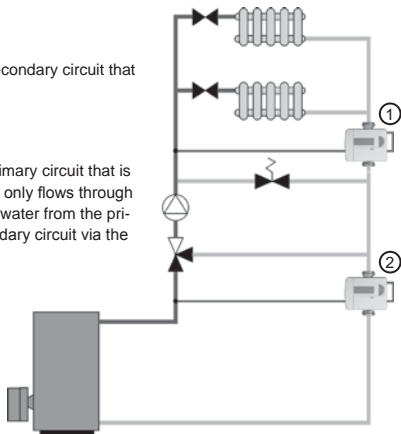 econdary circuit that
imary circuit that is
only flows through
water from the pri-
dary circuit via the
1
2